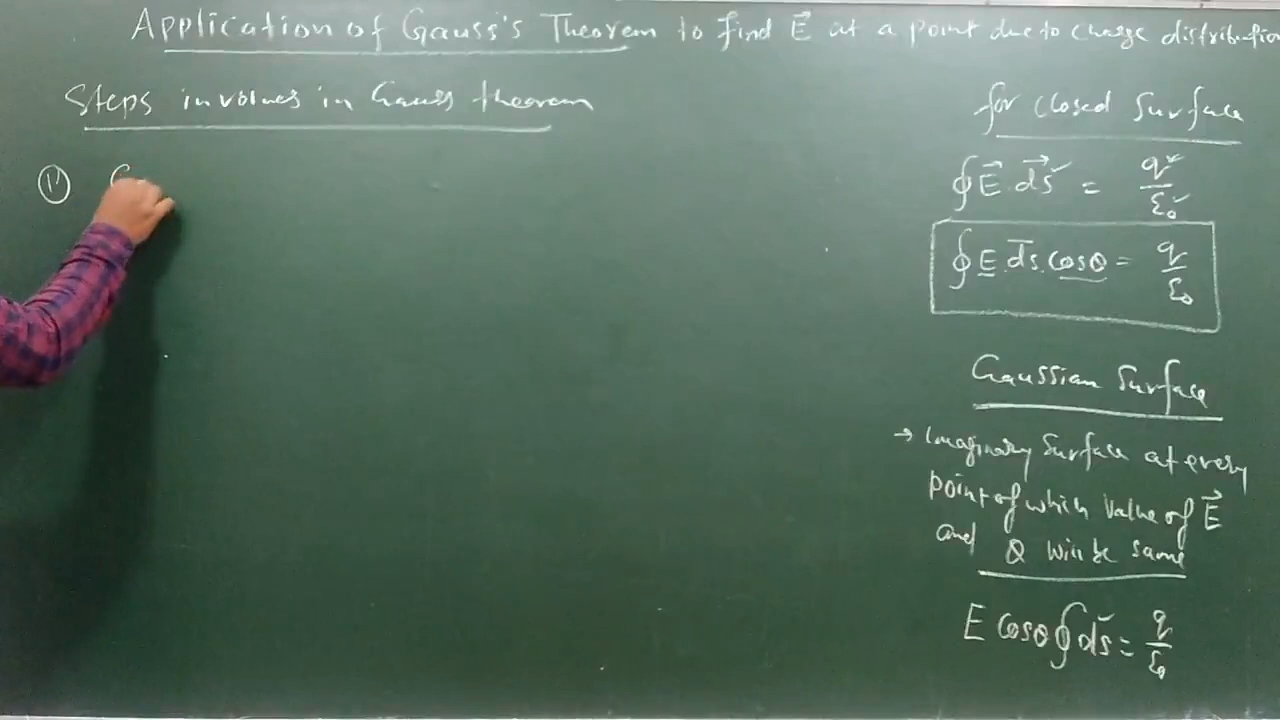 Application of Gauss's Theorem to find E⃗ at a point due to charge distribution
Steps involves in Gauss theorem
① G
for closed Surface
∮ E⃗ . ds⃗ = q/ε₀
∮ E . ds . cosθ = q/ε₀
Gaussian Surface
→ Imaginary Surface at every
point of which value of E⃗
and θ will be same
E cosθ ∮ ds = q/ε₀